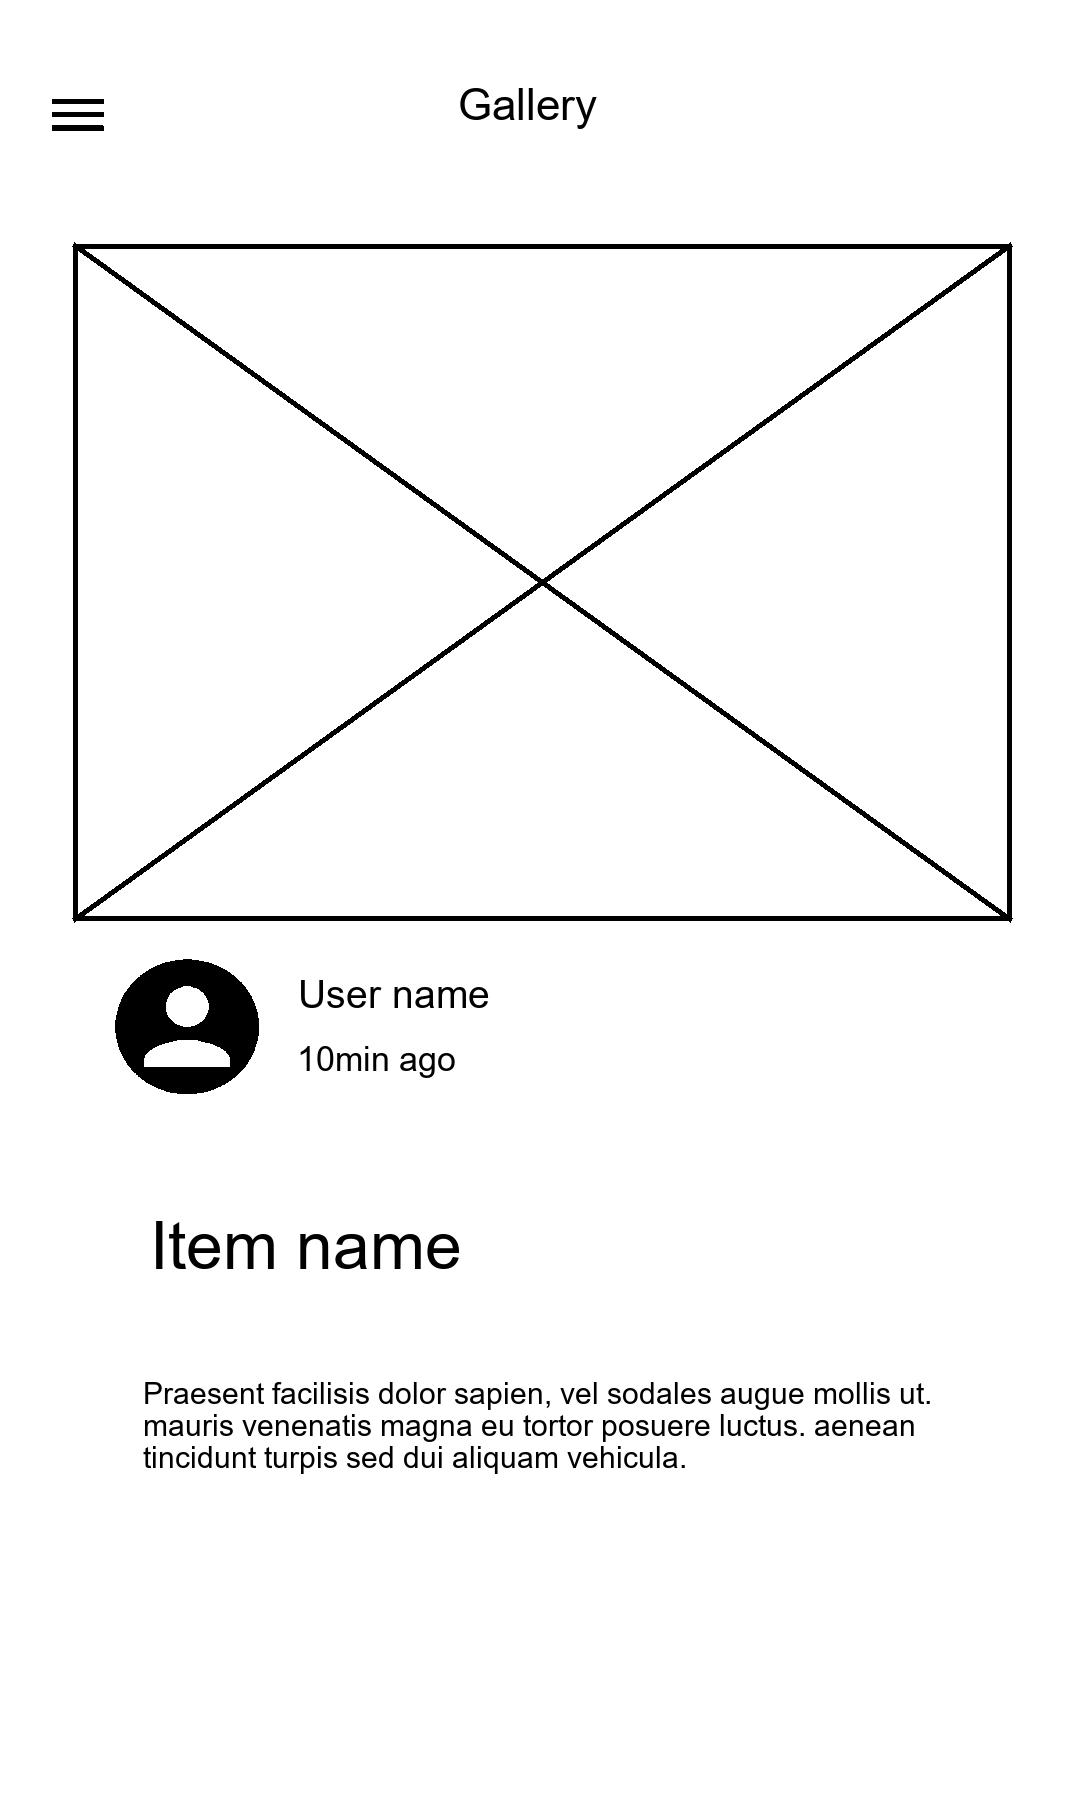 Gallery
User name
10min ago
Item name
Praesent facilisis dolor sapien, vel sodales augue mollis ut.
mauris venenatis magna eu tortor posuere luctus. aenean
tincidunt turpis sed dui aliquam vehicula.